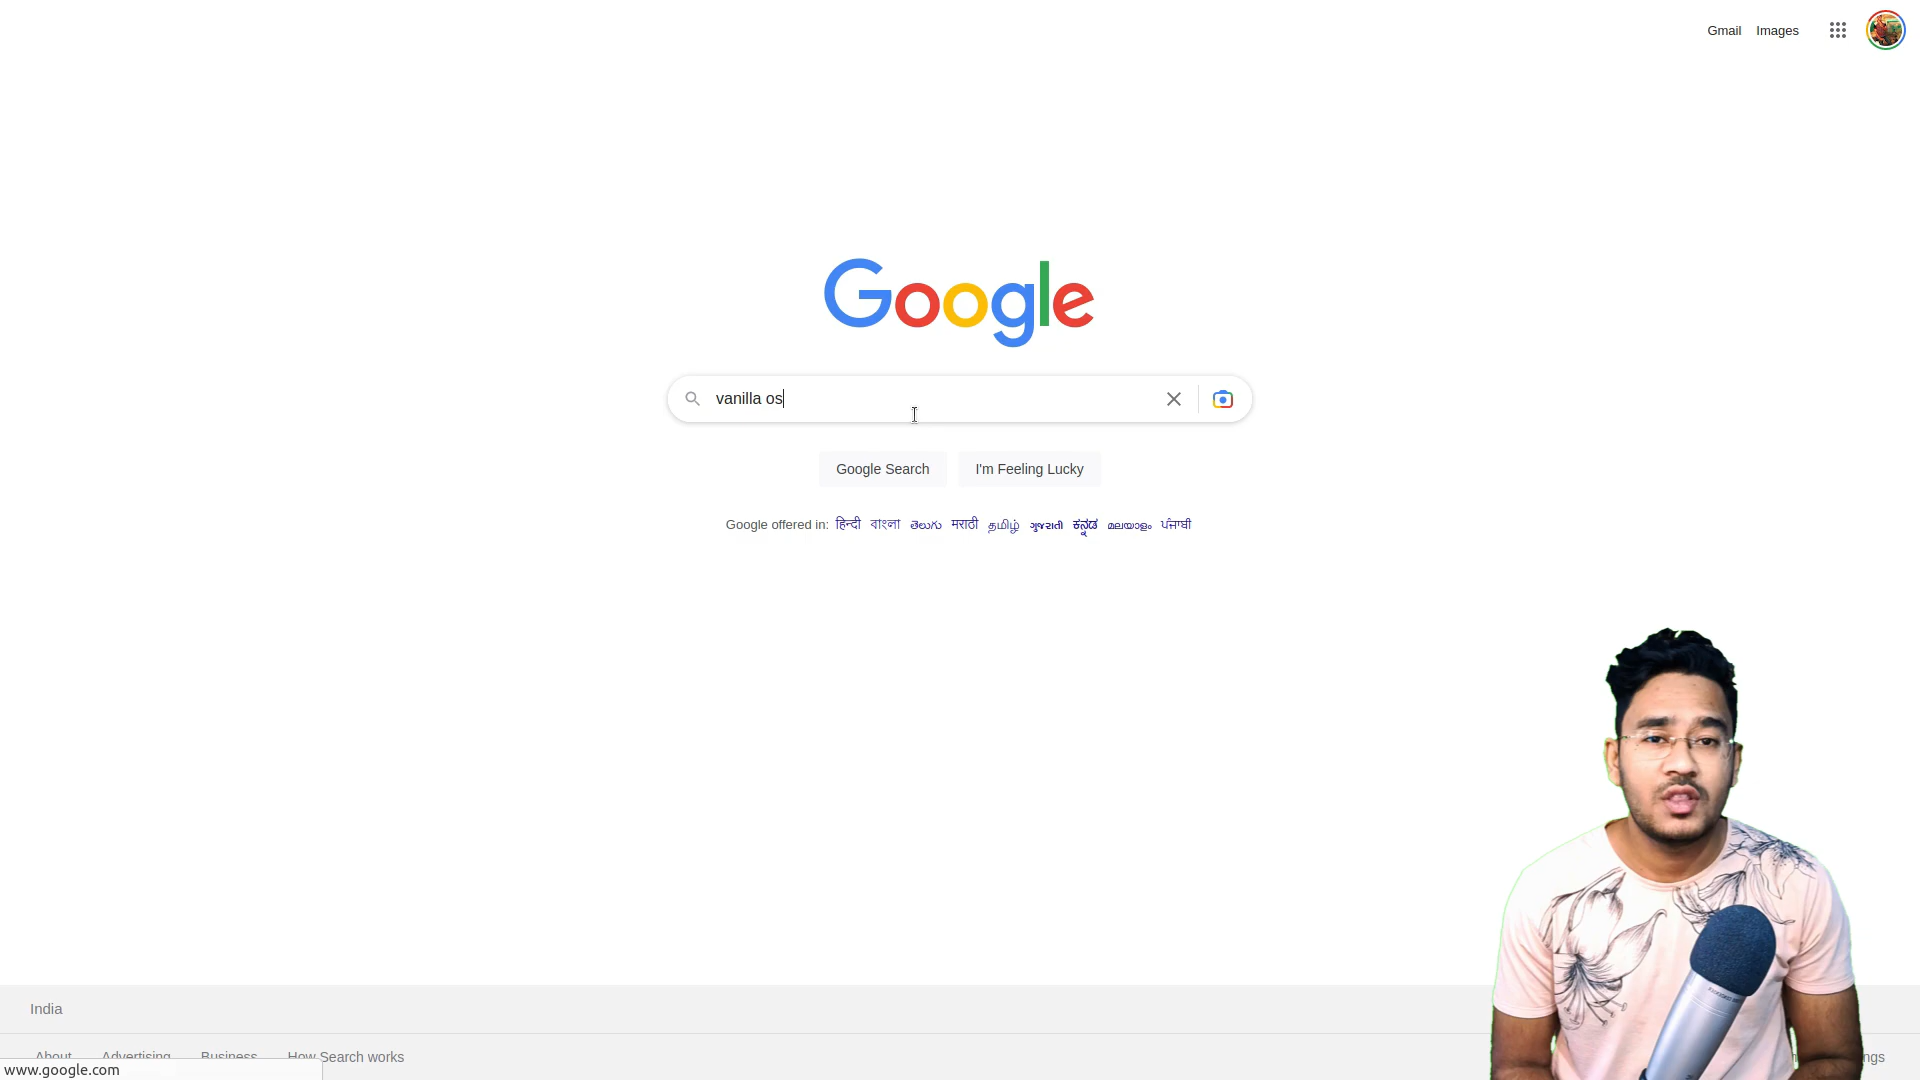 Gmail Images
Google
vanilla os
Google Search I'm Feeling Lucky
Google offered in: हिन्दी বাংলা తెలుగు मराठी தமிழ் ગુજરાતી ಕನ್ನಡ മലയാളം ਪੰਜਾਬੀ
India
About Advertising Business How Search works
www.google.com